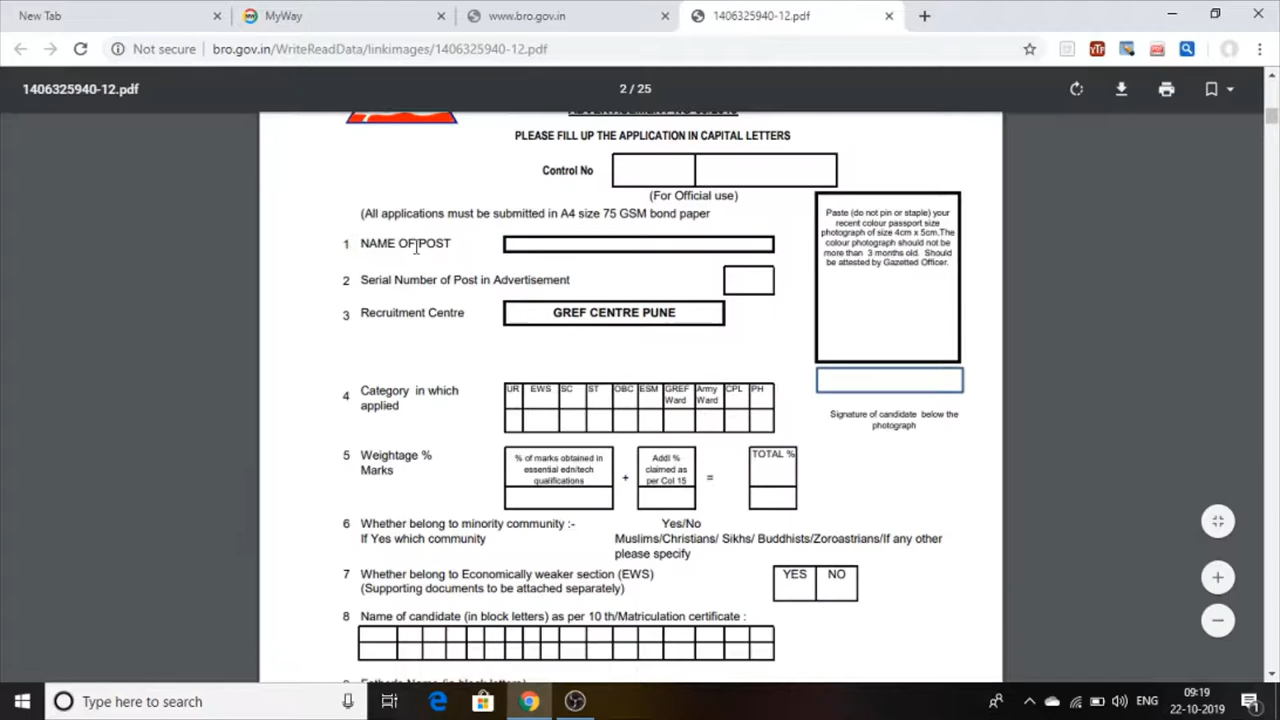 New Tab
MyWay
www.bro.gov.in
1406325940-12.pdf
Not secure
bro.gov.in/WriteReadData/linkimages/1406325940-12.pdf
1406325940-12.pdf
2 / 25
PLEASE FILL UP THE APPLICATION IN CAPITAL LETTERS
Control No
(For Official use)
(All applications must be submitted in A4 size 75 GSM bond paper
Paste (do not pin or staple) your
recent colour passport size
photograph of size 4cm x 5cm.The
colour photograph should not be
more than 3 months old. Should
be attested by Gazetted Officer.
1 NAME OF POST
2 Serial Number of Post in Advertisement
3 Recruitment Centre
GREF CENTRE PUNE
Signature of candidate below the
photograph
4 Category in which
applied
UR EWS SC ST OBC ESM GREF Ward Army Ward CPL PH
5 Weightage %
Marks
% of marks obtained in
essential edn/tech
qualifications
+
Addl %
claimed as
per Col 15
=
TOTAL %
6 Whether belong to minority community :- Yes/No
If Yes which community
Muslims/Christians/ Sikhs/ Buddhists/Zoroastrians/If any other
please specify
7 Whether belong to Economically weaker section (EWS)
(Supporting documents to be attached separately)
YES NO
8 Name of candidate (in block letters) as per 10 th/Matriculation certificate :
Type here to search
ENG
09:19
22-10-2019